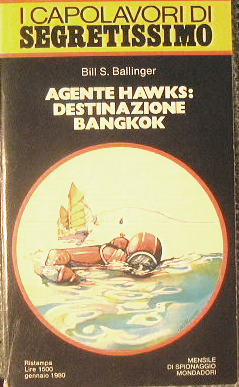 I CAPOLAVORI DI
SEGRETISSIMO
Bill S. Ballinger
AGENTE HAWKS:
DESTINAZIONE
BANGKOK
Ristampa
Lire 1500
gennaio 1980
MENSILE
DI SPIONAGGIO
MONDADORI